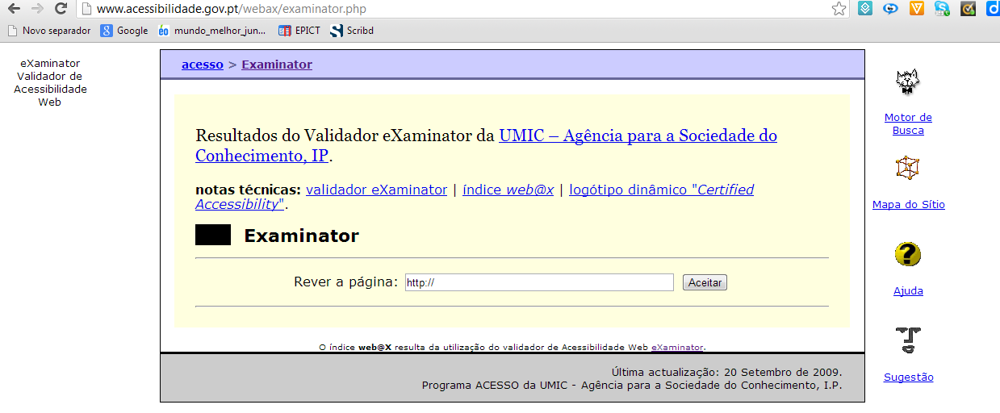 www.acessibilidade.gov.pt/webax/examinator.php
Novo separador
Google
mundo_melhor_jun...
EPICT
Scribd
eXaminator
Validador de
Acessibilidade
Web
acesso > Examinator
Resultados do Validador eXaminator da UMIC – Agência para a Sociedade do
Conhecimento, IP.
notas técnicas: validador eXaminator | índice web@x | logótipo dinâmico "Certified
Accessibility".
Examinator
Rever a página: http:// Aceitar
O índice web@X resulta da utilização do validador de Acessibilidade Web eXaminator.
Última actualização: 20 Setembro de 2009.
Programa ACESSO da UMIC - Agência para a Sociedade do Conhecimento, I.P.
Motor de
Busca
Mapa do Sítio
?
Ajuda
Sugestão